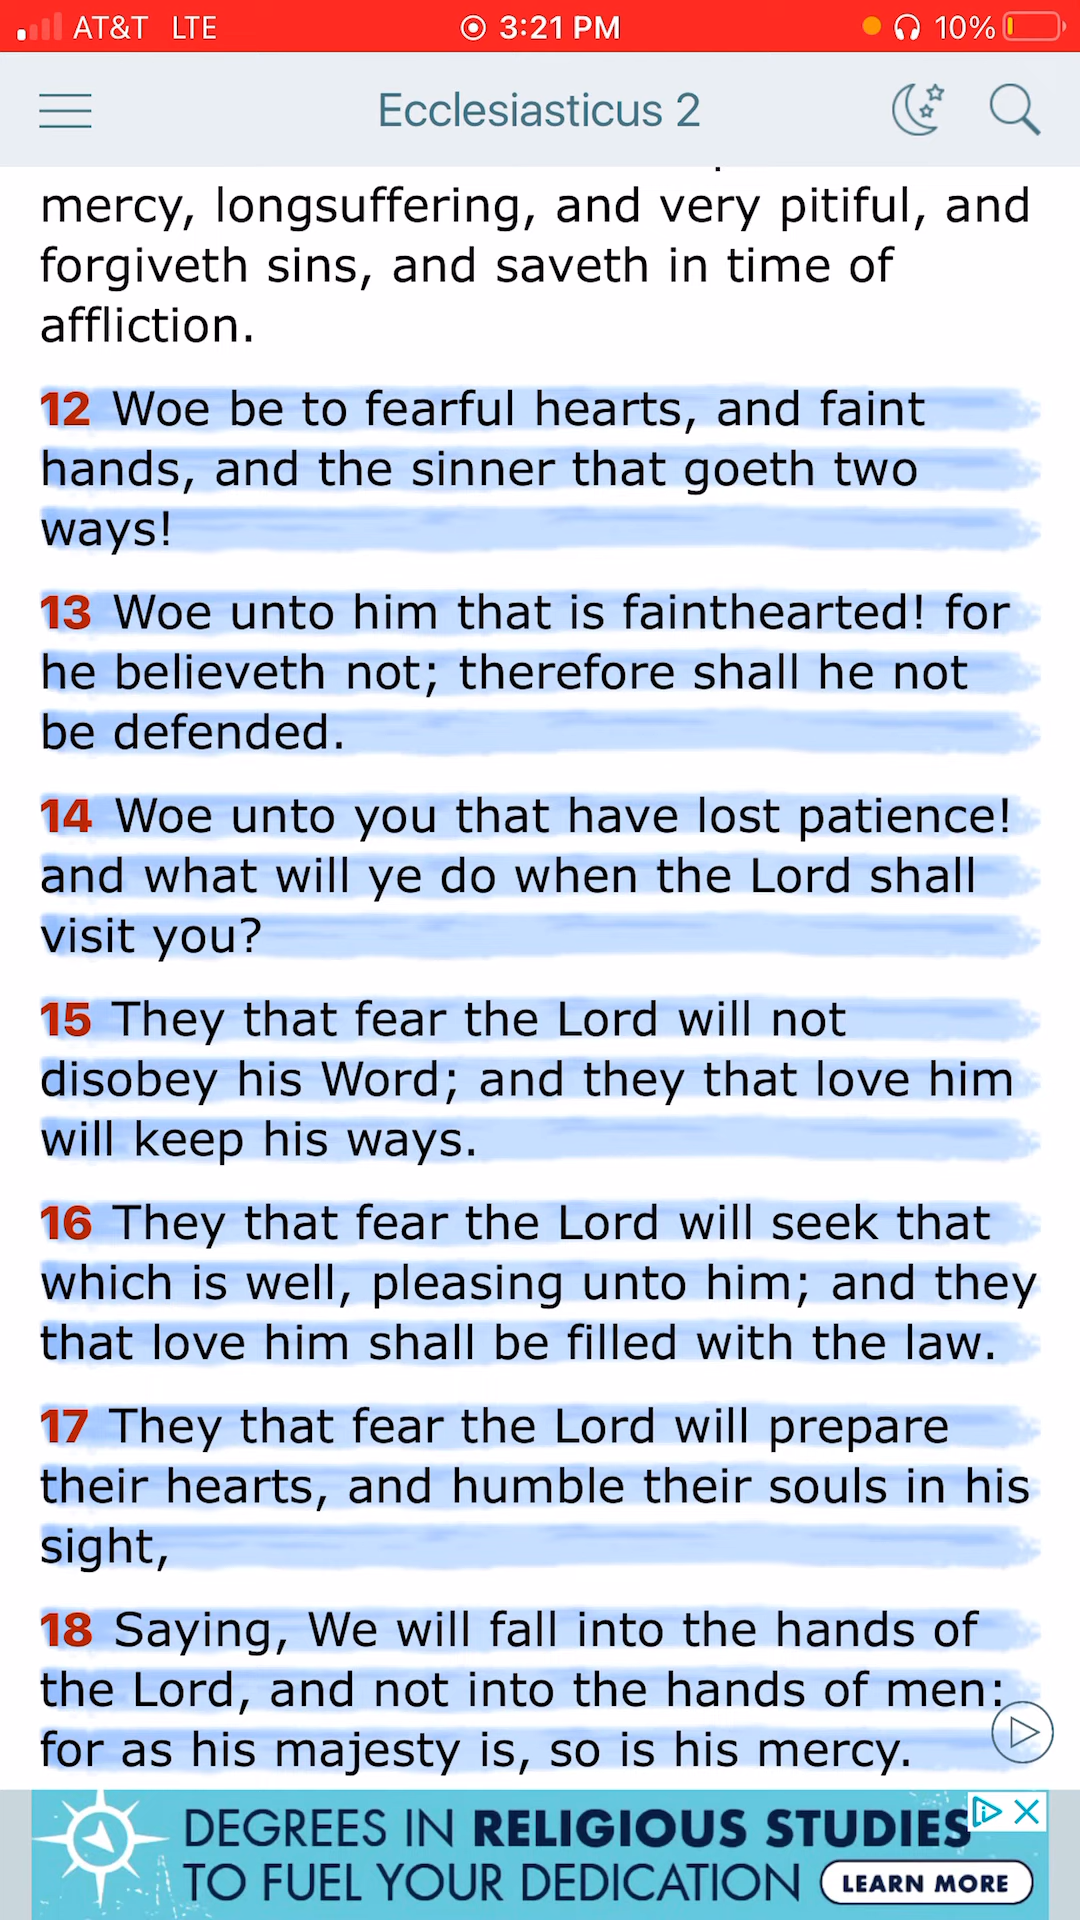 AT&T LTE 3:21 PM 10%
Ecclesiasticus 2
mercy, longsuffering, and very pitiful, and
forgiveth sins, and saveth in time of
affliction.
12 Woe be to fearful hearts, and faint
hands, and the sinner that goeth two
ways!
13 Woe unto him that is fainthearted! for
he believeth not; therefore shall he not
be defended.
14 Woe unto you that have lost patience!
and what will ye do when the Lord shall
visit you?
15 They that fear the Lord will not
disobey his Word; and they that love him
will keep his ways.
16 They that fear the Lord will seek that
which is well, pleasing unto him; and they
that love him shall be filled with the law.
17 They that fear the Lord will prepare
their hearts, and humble their souls in his
sight,
18 Saying, We will fall into the hands of
the Lord, and not into the hands of men:
for as his majesty is, so is his mercy.
DEGREES IN RELIGIOUS STUDIES
TO FUEL YOUR DEDICATION LEARN MORE